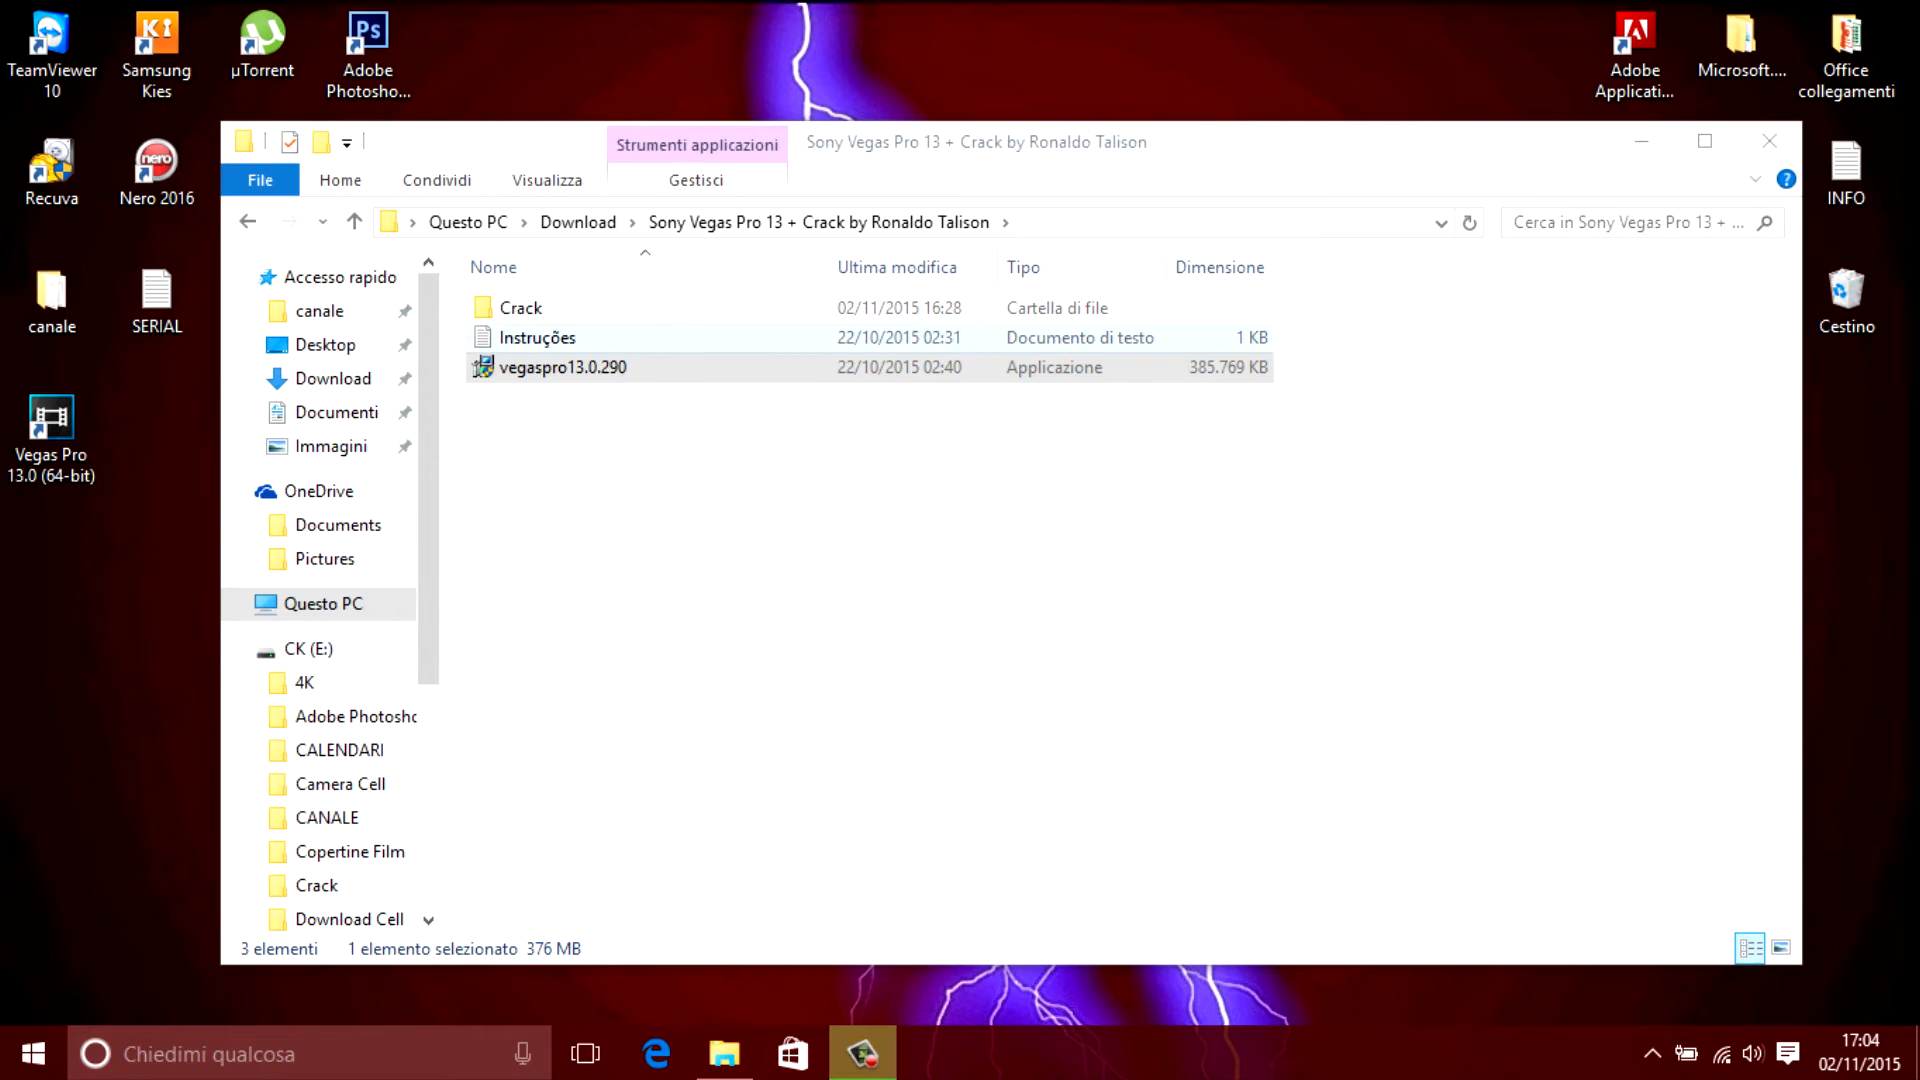 TeamViewer
10
Samsung
Kies
µTorrent
Ps
Adobe
Photosho...
Adobe
Applicati...
Microsoft....
Office
collegamenti
Recuva
nero
Nero 2016
INFO
canale
SERIAL
Cestino
Vegas Pro
13.0 (64-bit)
Strumenti applicazioni
Sony Vegas Pro 13 + Crack by Ronaldo Talison
File
Home
Condividi
Visualizza
Gestisci
?
Questo PC
Download
Sony Vegas Pro 13 + Crack by Ronaldo Talison
Cerca in Sony Vegas Pro 13 + ...
Nome
Ultima modifica
Tipo
Dimensione
Crack 02/11/2015 16:28 Cartella di file
Instruções 22/10/2015 02:31 Documento di testo 1 KB
vegaspro13.0.290 22/10/2015 02:40 Applicazione 385.769 KB
Accesso rapido
canale
Desktop
Download
Documenti
Immagini
OneDrive
Documents
Pictures
Questo PC
CK (E:)
4K
Adobe Photosho
CALENDARI
Camera Cell
CANALE
Copertine Film
Crack
Download Cell
3 elementi
1 elemento selezionato 376 MB
Chiedimi qualcosa
17:04
02/11/2015